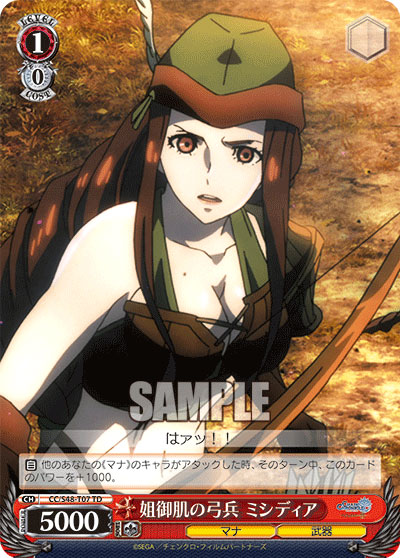 LEVEL
1
0
COST
SAMPLE
はァッ！！
自 他のあなたの《マナ》のキャラがアタックした時、そのターン中、このカード
のパワーを＋1000。
CH CC/S48-T07 TD
姐御肌の弓兵 ミシディア
POWER
5000
マナ
武器
©SEGA ／チェンクロ・フィルムパートナーズ